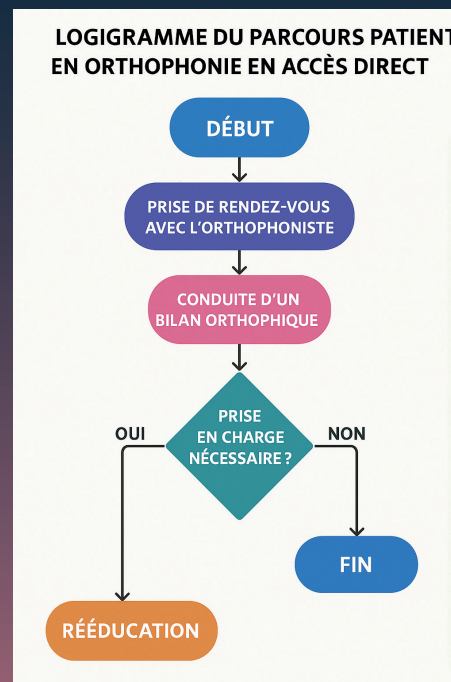 LOGIGRAMME DU PARCOURS PATIENT
EN ORTHOPHONIE EN ACCÈS DIRECT
DÉBUT
PRISE DE RENDEZ-VOUS
AVEC L'ORTHOPHONISTE
CONDUITE D'UN
BILAN ORTHOPHIQUE
PRISE
EN CHARGE
NÉCESSAIRE ?
OUI
NON
FIN
RÉÉDUCATION